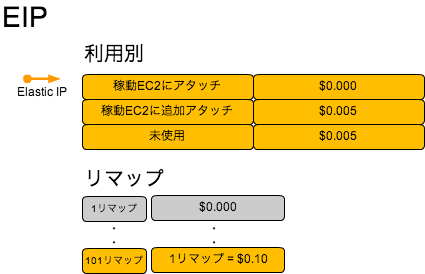 EIP
利用別
Elastic IP
稼動EC2にアタッチ $0.000
稼動EC2に追加アタッチ $0.005
未使用 $0.005
リマップ
1リマップ $0.000
・ ・
・ ・
101リマップ 1リマップ = $0.10